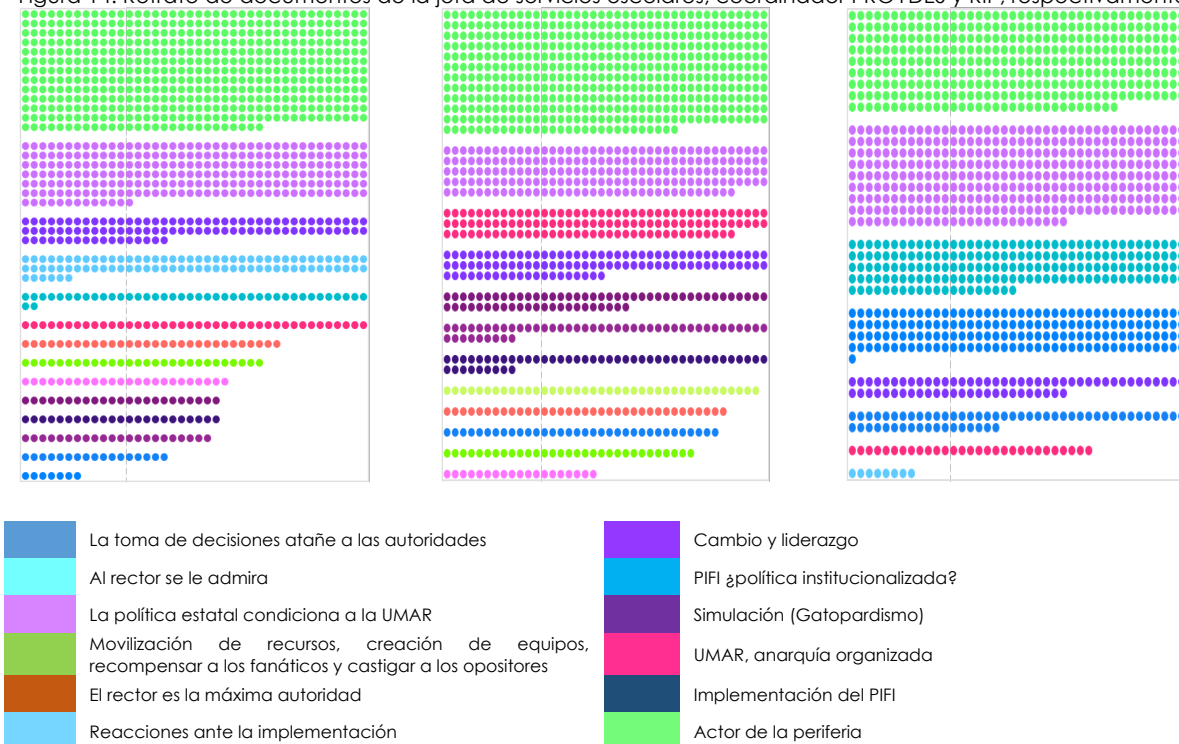 Figura 14. Retrato de documentos de la jefa de servicios escolares, coordinador PROYDES y RIP, respectivamente
La toma de decisiones atañe a las autoridades
Al rector se le admira
La política estatal condiciona a la UMAR
Movilización de recursos, creación de equipos,
recompensar a los fanáticos y castigar a los opositores
El rector es la máxima autoridad
Reacciones ante la implementación
Cambio y liderazgo
PIFI ¿política institucionalizada?
Simulación (Gatopardismo)
UMAR, anarquía organizada
Implementación del PIFI
Actor de la periferia